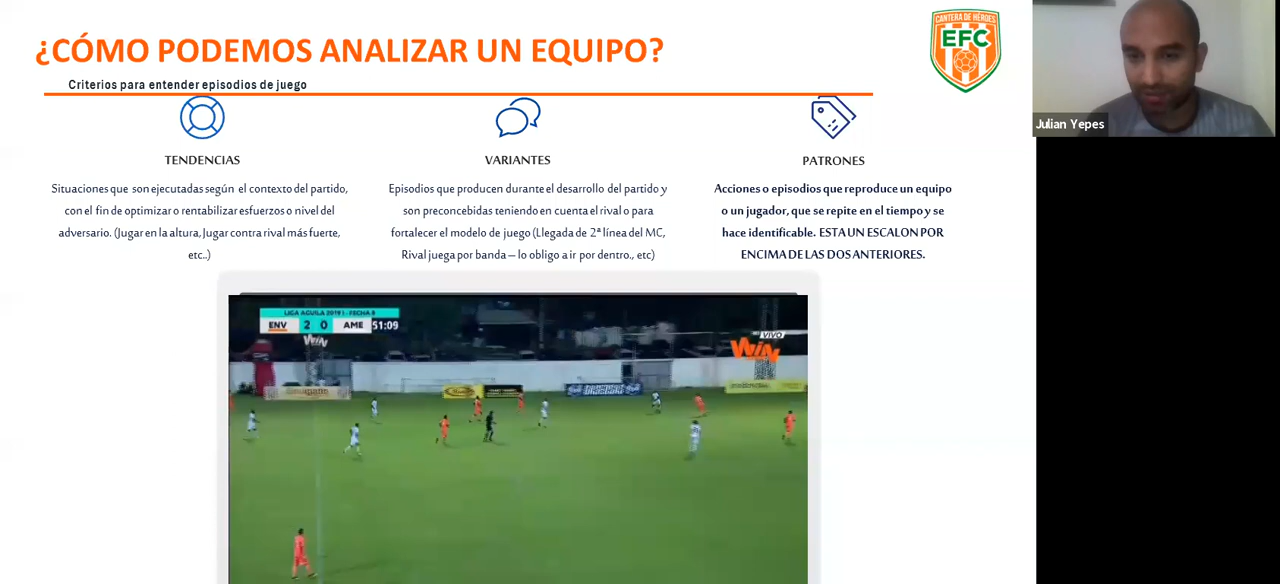 ¿CÓMO PODEMOS ANALIZAR UN EQUIPO?
Criterios para entender episodios de juego
CANTERA DE HÉROES
EFC
Julian Yepes
TENDENCIAS
Situaciones que son ejecutadas según el contexto del partido,
con el fin de optimizar o rentabilizar esfuerzos o nivel del
adversario. (Jugar en la altura, Jugar contra rival más fuerte,
etc..)
VARIANTES
Episodios que producen durante el desarrollo del partido y
son preconcebidas teniendo en cuenta el rival o para
fortalecer el modelo de juego (Llegada de 2ª línea del MC,
Rival juega por banda – lo obligo a ir por dentro., etc)
PATRONES
Acciones o episodios que reproduce un equipo
o un jugador, que se repite en el tiempo y se
hace identificable. ESTA UN ESCALON POR
ENCIMA DE LAS DOS ANTERIORES.
LIGA AGUILA 2019 I - FECHA 8
ENV 2 0 AME 51:09
WIN
VIVO
WIN